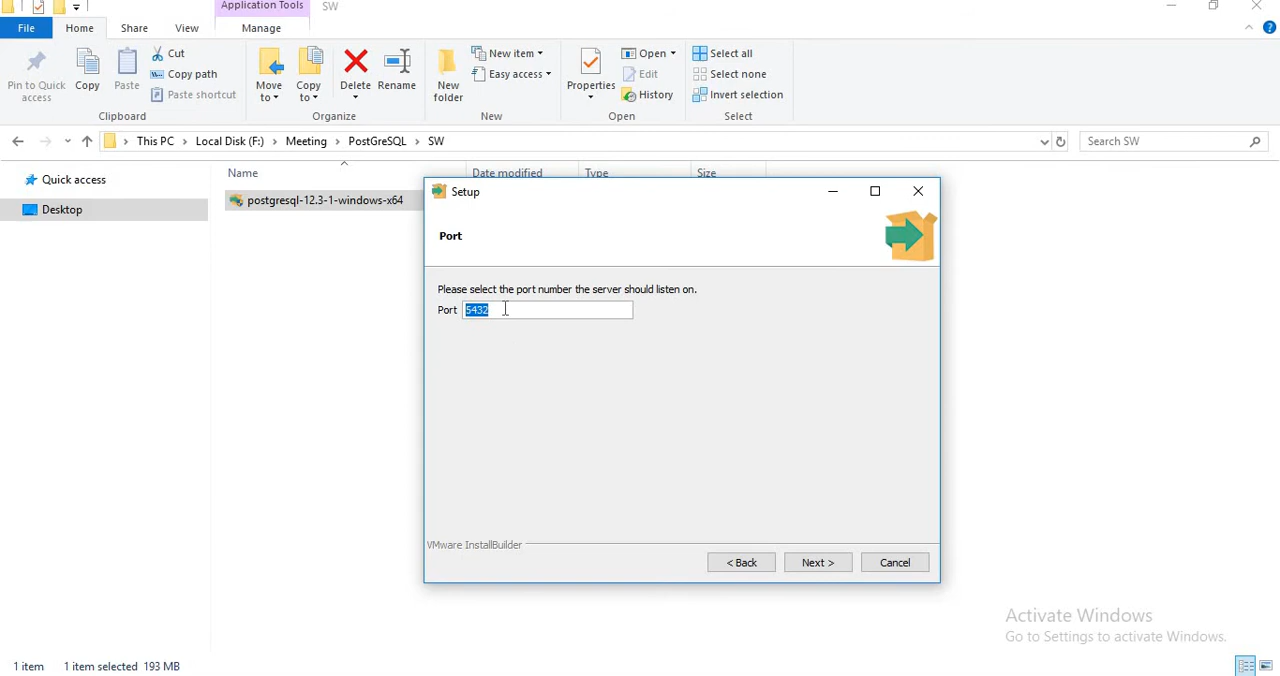 Application Tools SW
File Home Share View Manage
Pin to Quick access
Copy
Paste
Cut
Copy path
Paste shortcut
Clipboard
Move to
Copy to
Delete
Rename
Organize
New folder
New item
Easy access
New
Properties
Open
Edit
History
Open
Select all
Select none
Invert selection
Select
This PC > Local Disk (F:) > Meeting > PostGreSQL > SW
Search SW
Quick access
Desktop
Name Date modified Type Size
postgresql-12.3-1-windows-x64
Setup
Port
Please select the port number the server should listen on.
Port 5432
VMware InstallBuilder
< Back Next > Cancel
Activate Windows
Go to Settings to activate Windows.
1 item 1 item selected 193 MB